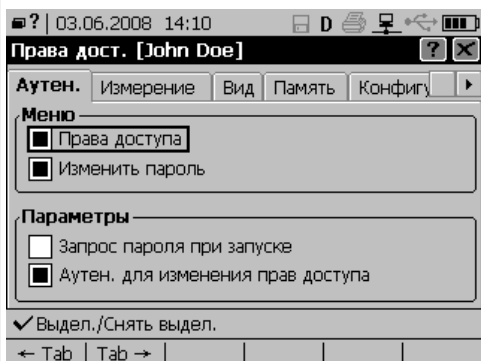 ? 03.06.2008 14:10 D
Права дост. [John Doe] ?
Аутен. Измерение Вид Память Конфигу
Меню
Права доступа
Изменить пароль
Параметры
Запрос пароля при запуске
Аутен. для изменения прав доступа
Выдел./Снять выдел.
← Tab Tab →